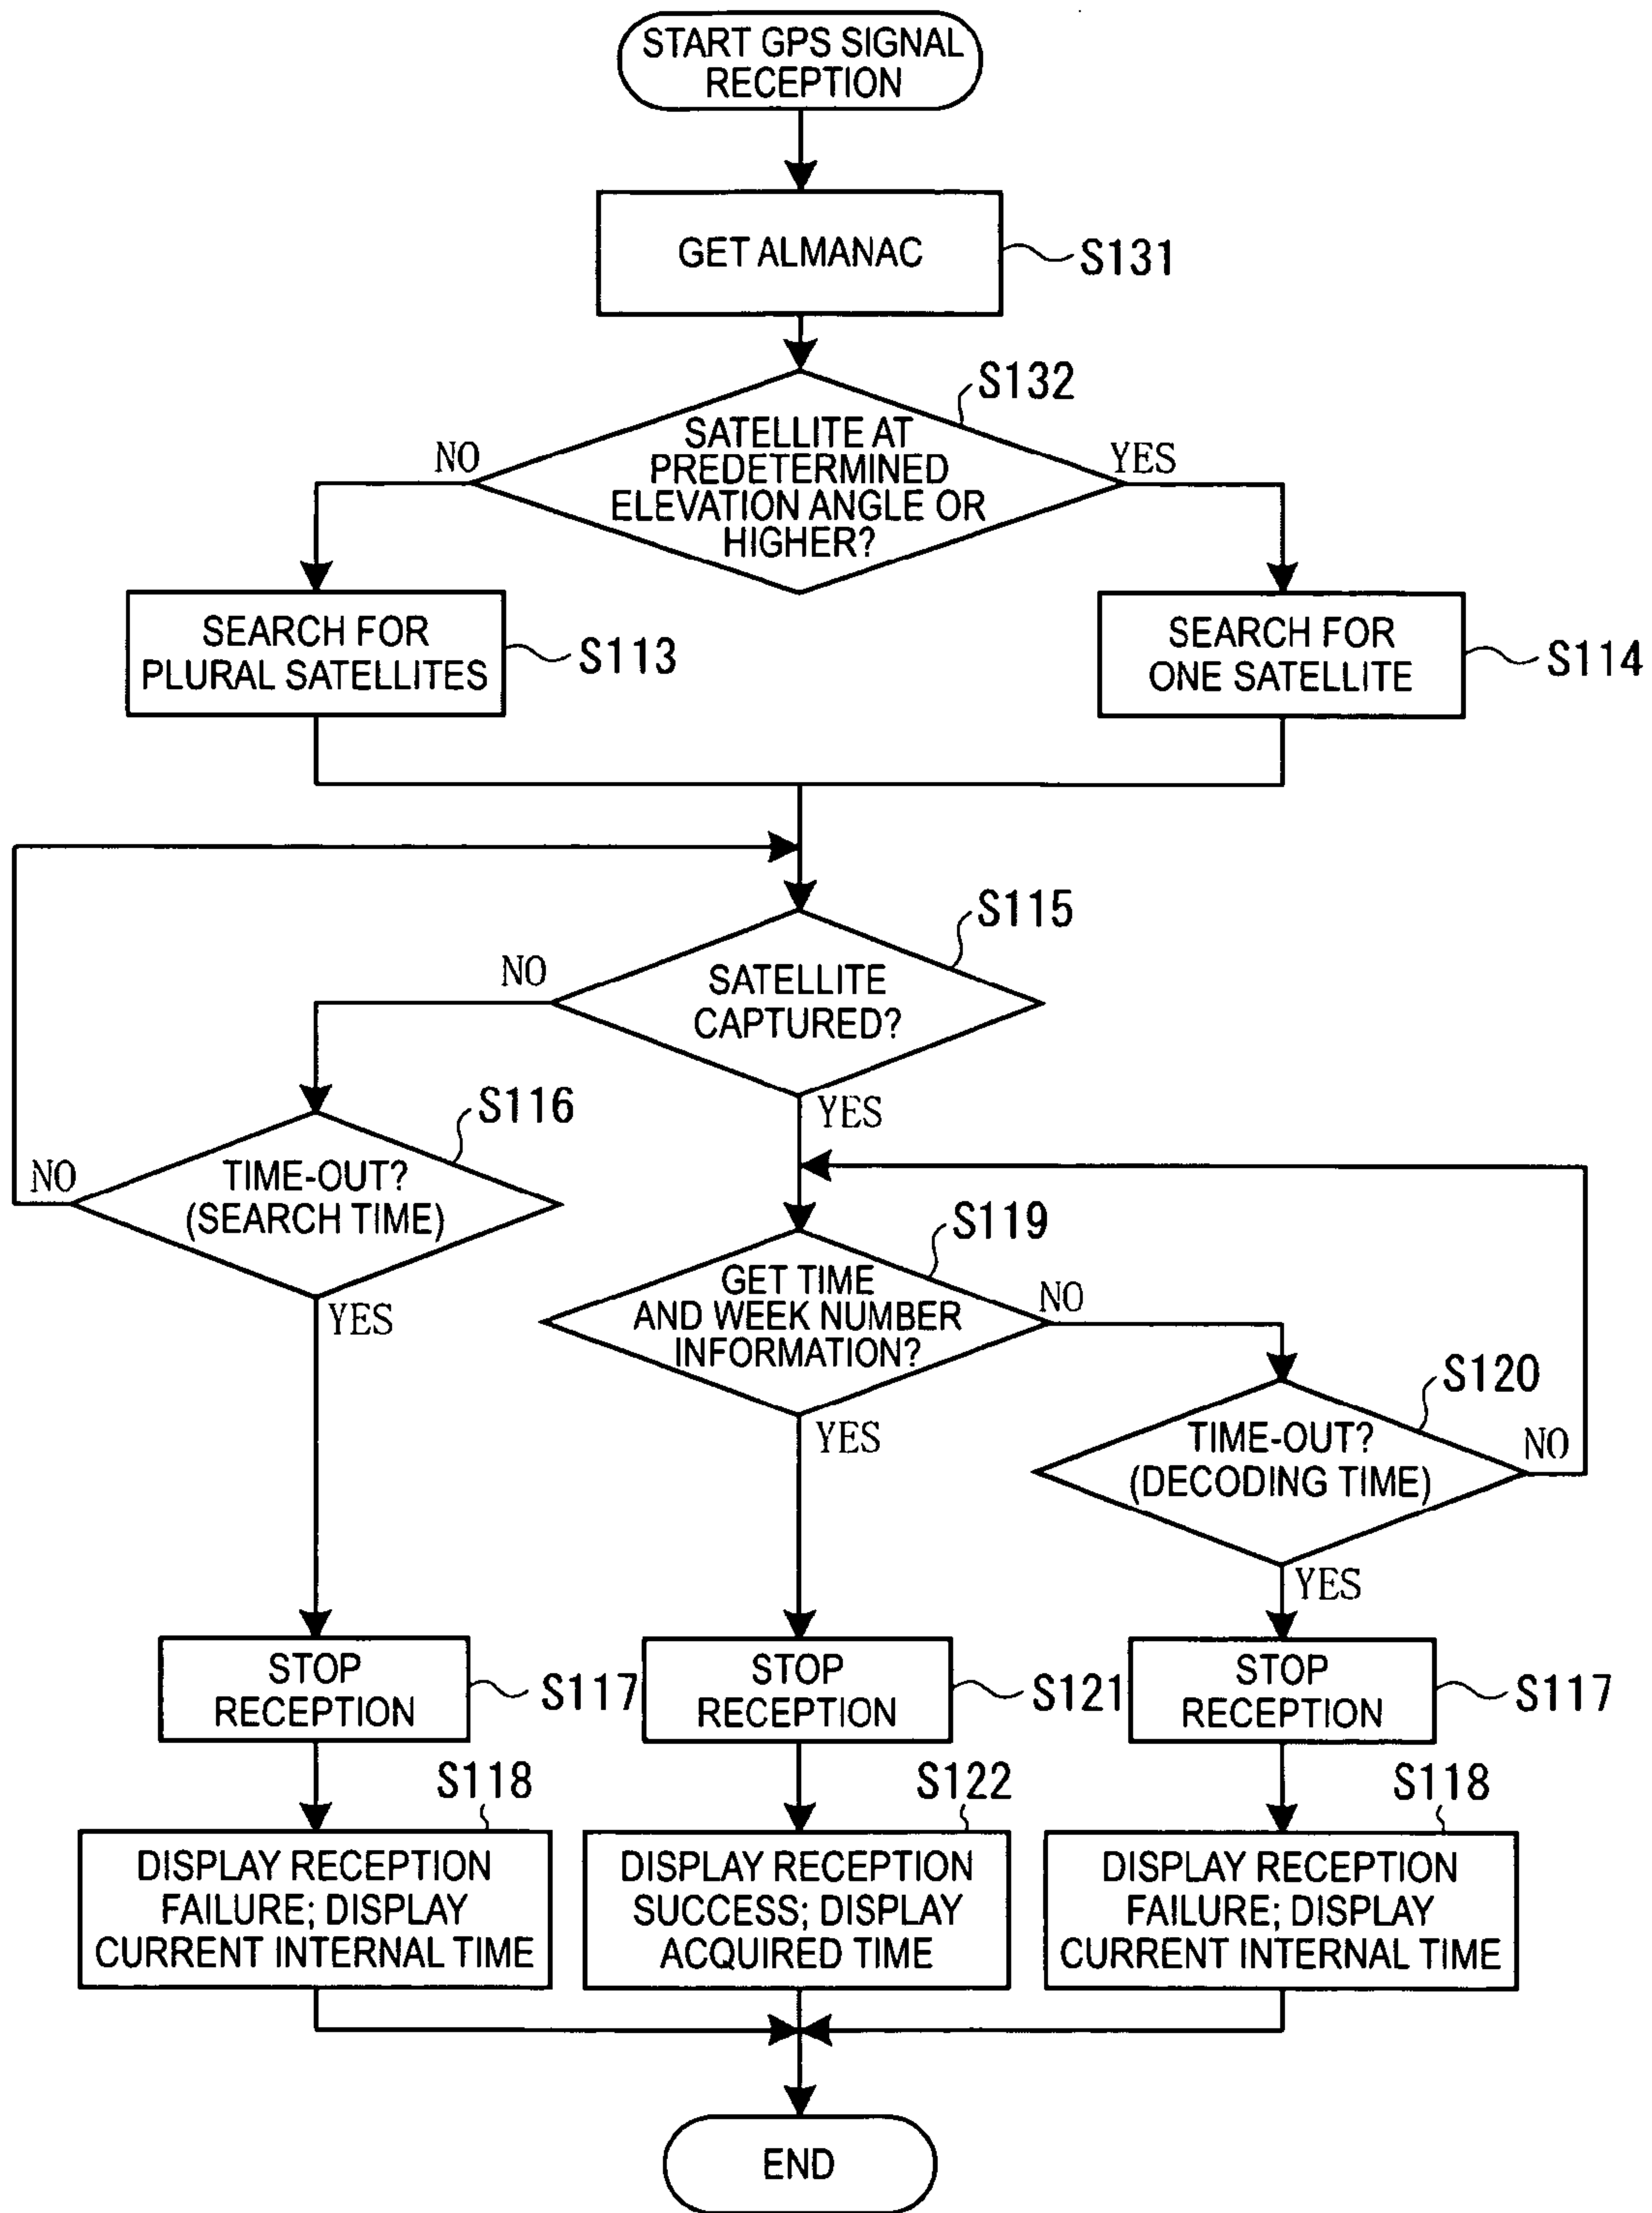 START GPS SIGNAL
RECEPTION
GET ALMANAC
S131
S132
SATELLITE AT
PREDETERMINED
ELEVATION ANGLE OR
HIGHER?
NO
YES
SEARCH FOR
PLURAL SATELLITES
S113
SEARCH FOR
ONE SATELLITE
S114
S115
SATELLITE
CAPTURED?
NO
YES
S116
TIME-OUT?
(SEARCH TIME)
NO
YES
S119
GET TIME
AND WEEK NUMBER
INFORMATION?
NO
YES
S120
TIME-OUT?
(DECODING TIME)
NO
YES
STOP
RECEPTION
S117
STOP
RECEPTION
S121
STOP
RECEPTION
S117
S118
DISPLAY RECEPTION
FAILURE; DISPLAY
CURRENT INTERNAL TIME
S122
DISPLAY RECEPTION
SUCCESS; DISPLAY
ACQUIRED TIME
S118
DISPLAY RECEPTION
FAILURE; DISPLAY
CURRENT INTERNAL TIME
END